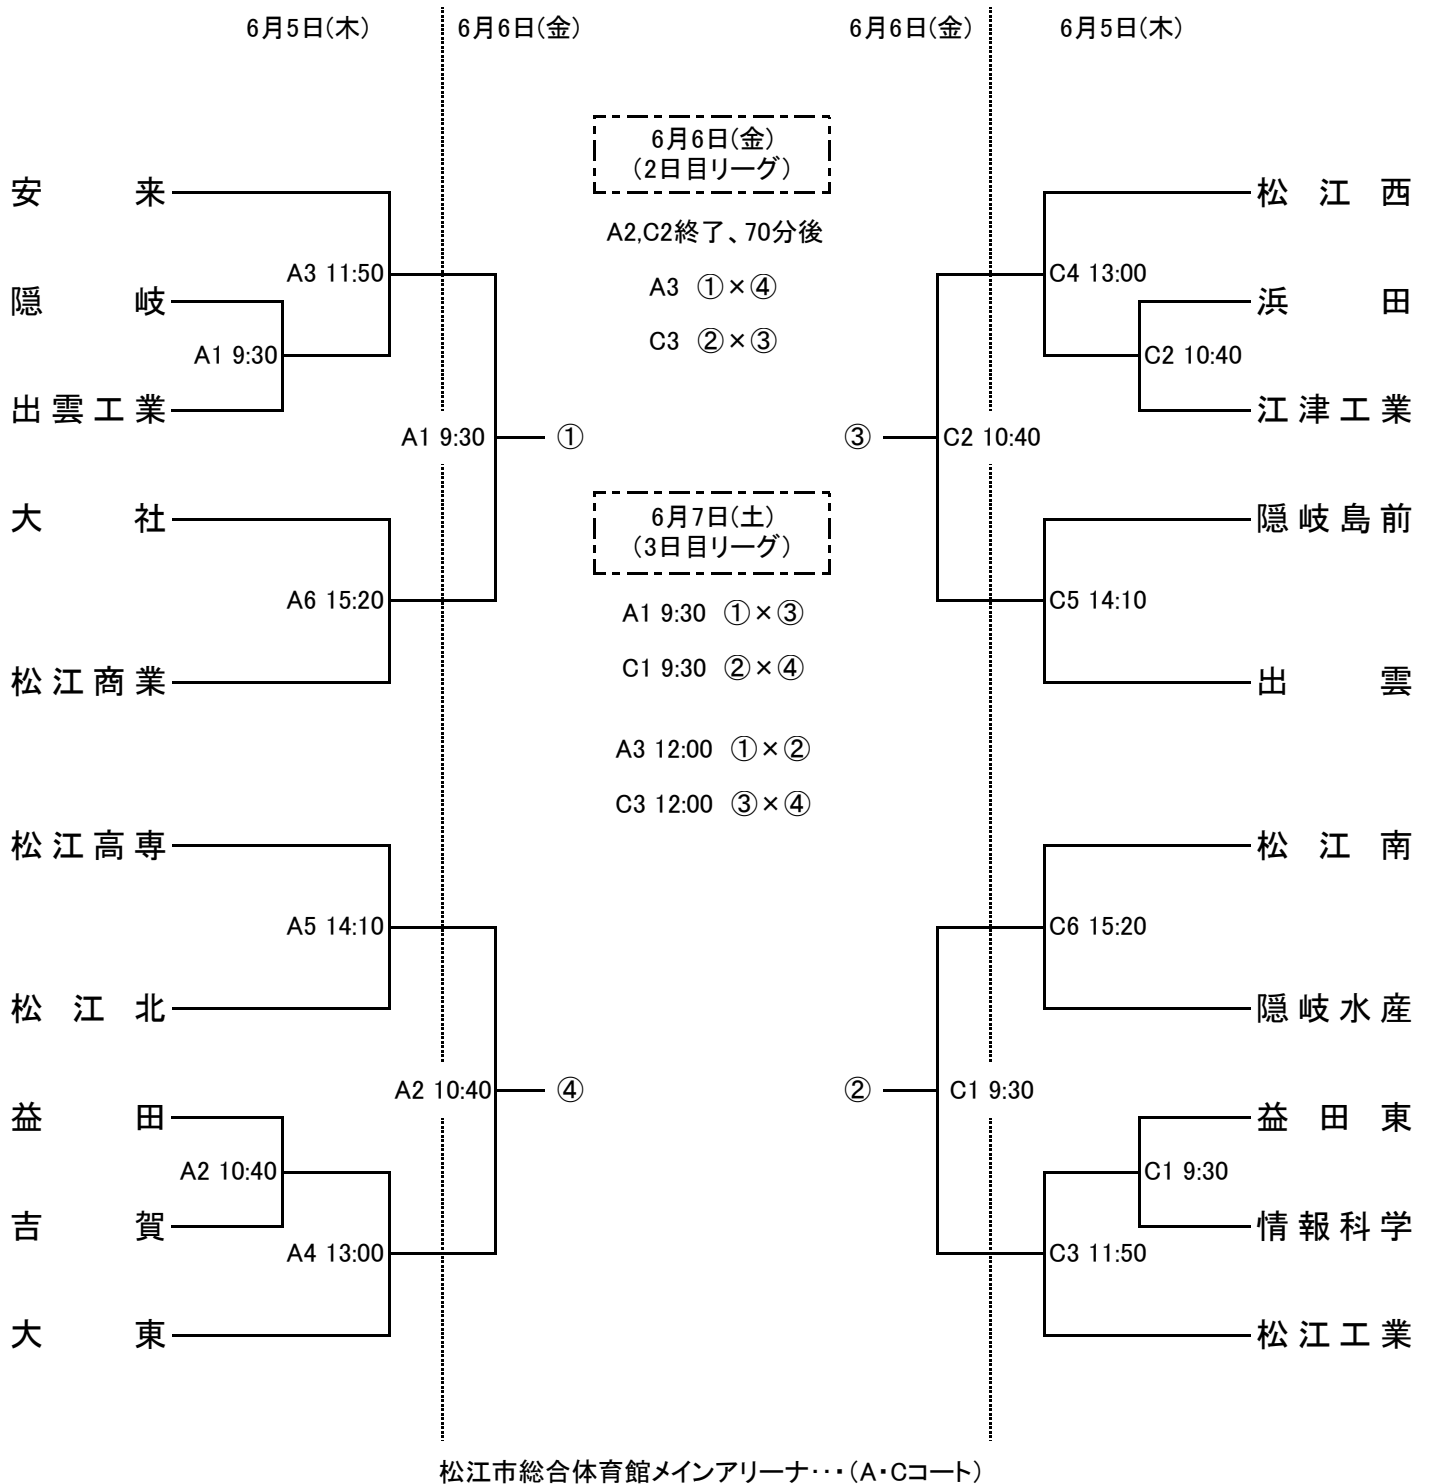 6月5日(木) 6月6日(金) 6月6日(金) 6月5日(木)
6月6日(金)
(2日目リーグ)
A2,C2終了、70分後
A3 ①×④
C3 ②×③
6月7日(土)
(3日目リーグ)
A1 9:30 ①×③
C1 9:30 ②×④
A3 12:00 ①×②
C3 12:00 ③×④
安来
A3 11:50
隠岐
A1 9:30
出雲工業
A1 9:30 ①
大社
A6 15:20
松江商業
松江高専
A5 14:10
松江北
A2 10:40 ④
益田
A2 10:40
吉賀
A4 13:00
大東
松江西
C4 13:00
浜田
C2 10:40
江津工業
③ C2 10:40
隠岐島前
C5 14:10
出雲
松江南
C6 15:20
隠岐水産
② C1 9:30
益田東
C1 9:30
情報科学
C3 11:50
松江工業
松江市総合体育館メインアリーナ･･･(A･Cコート)